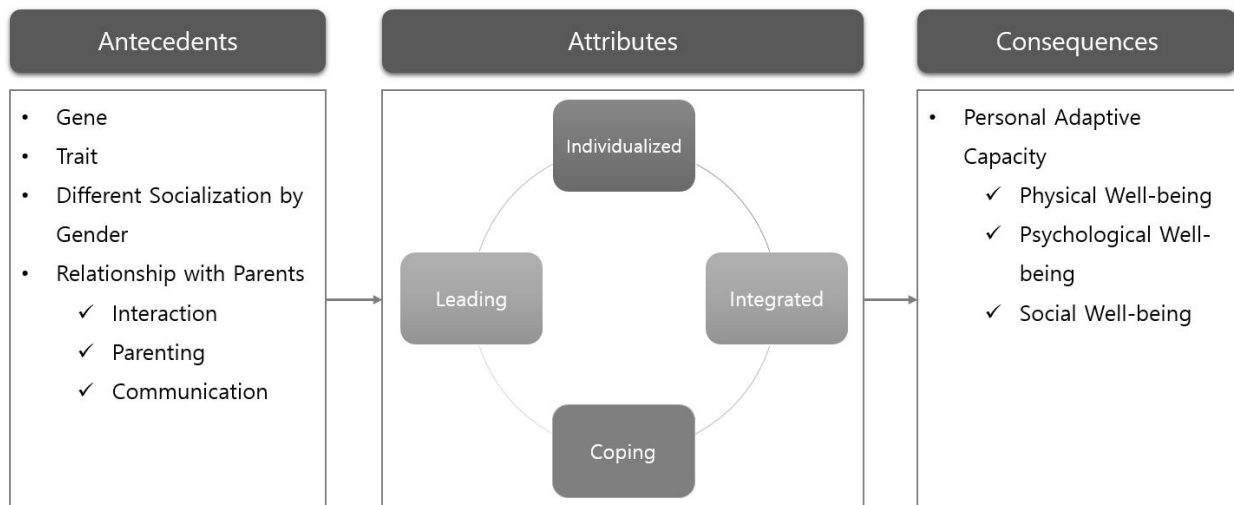 Antecedents
• Gene
• Trait
• Different Socialization by
Gender
• Relationship with Parents
✓ Interaction
✓ Parenting
✓ Communication
Attributes
Individualized
Leading
Integrated
Coping
Consequences
• Personal Adaptive
Capacity
✓ Physical Well-being
✓ Psychological Well-
being
✓ Social Well-being